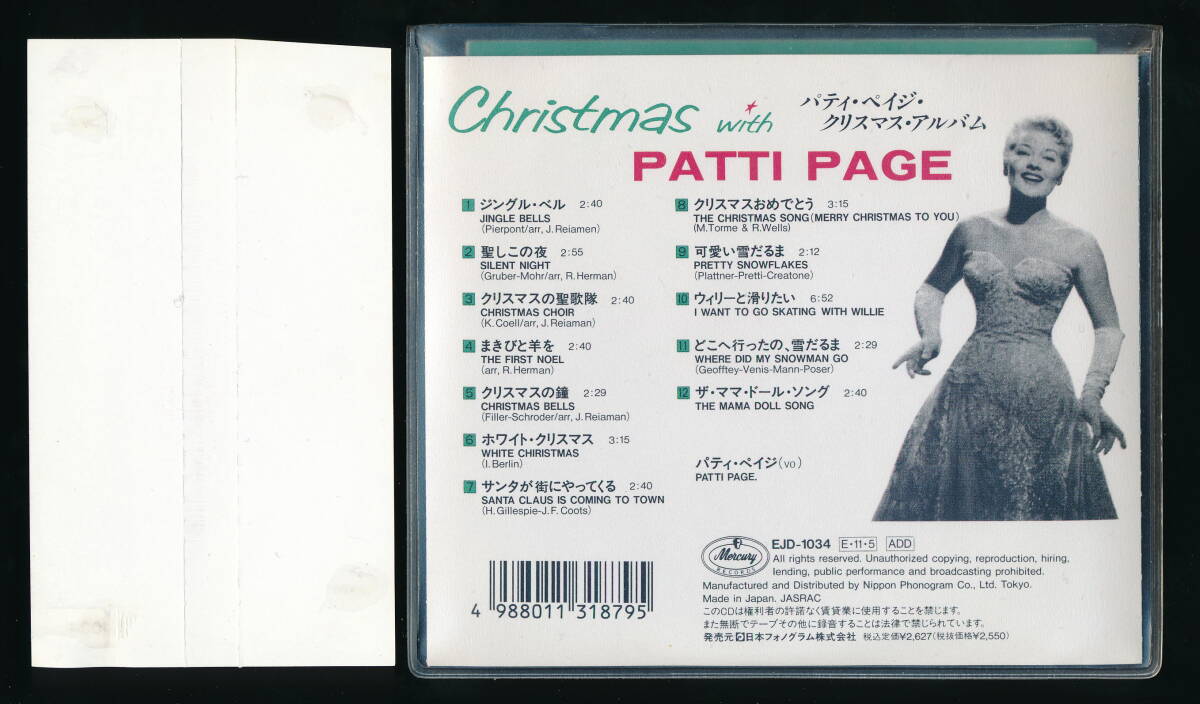 Christmas with
パティ・ペイジ・
クリスマス・アルバム
PATTI PAGE
1 ジングル・ベル 2:40
JINGLE BELLS
(Pierpont/arr, J. Reiamen)
2 聖しこの夜 2:55
SILENT NIGHT
(Gruber-Mohr/arr, R. Herman)
3 クリスマスの聖歌隊 2:40
CHRISTMAS CHOIR
(K. Coell/arr, J. Reiaman)
4 まきびと羊を 2:40
THE FIRST NOEL
(arr, R. Herman)
5 クリスマスの鐘 2:29
CHRISTMAS BELLS
(Filler-Schroder/arr, J. Reiaman)
6 ホワイト・クリスマス 3:15
WHITE CHIRISTMAS
(I. Berlin)
7 サンタが街にやってくる 2:40
SANTA CLAUS IS COMING TO TOWN
(H. Gillespie-J. F. Coots)
8 クリスマスおめでとう 3:15
THE CHRISTMAS SONG (MERRY CHRISTMAS TO YOU)
(M. Torme & R. Wells)
9 可愛い雪だるま 2:12
PRETTY SNOWFLAKES
(Plattner-Pretti-Creatone)
10 ウィリーと滑りたい 6:52
I WANT TO GO SKATING WITH WILLIE
11 どこへ行ったの、雪だるま 2:29
WHERE DID MY SNOWMAN GO
(Geofftey-Venis-Mann-Poser)
12 ザ・ママ・ドール・ソング 2:40
THE MAMA DOLL SONG
パティ・ペイジ (VO)
PATTI PAGE.
Mercury
RECORDS
EJD-1034 E・11・5 ADD
All rights reserved. Unauthorized copying, reproduction, hiring,
lending, public performance and broadcasting prohibited.
Manufactured and Distributed by Nippon Phonogram Co., Ltd. Tokyo.
Made in Japan. JASRAC
このCDは権利者の許諾なく賃貸業に使用することを禁じます。
また無断でテープその他に録音することは法律で禁じられています。
発売元 日本フォノグラム株式会社 税込定価¥2,627(税抜価格¥2,550)
4 988011 318795